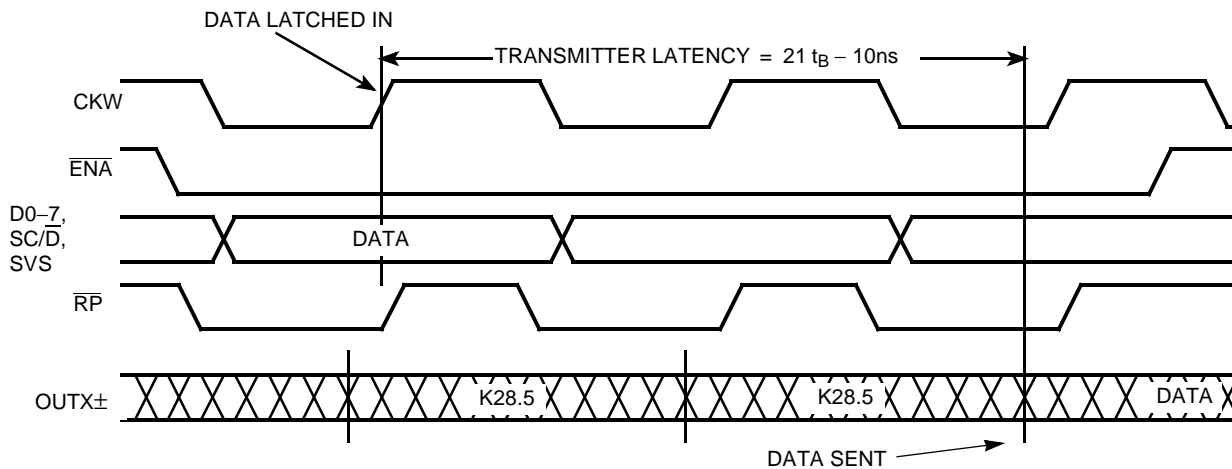 DATA LATCHED IN
TRANSMITTER LATENCY = 21 tB – 10ns
CKW
ENA
D0–7,
SC/D,
SVS
DATA
RP
OUTX±
K28.5
K28.5
DATA
DATA SENT